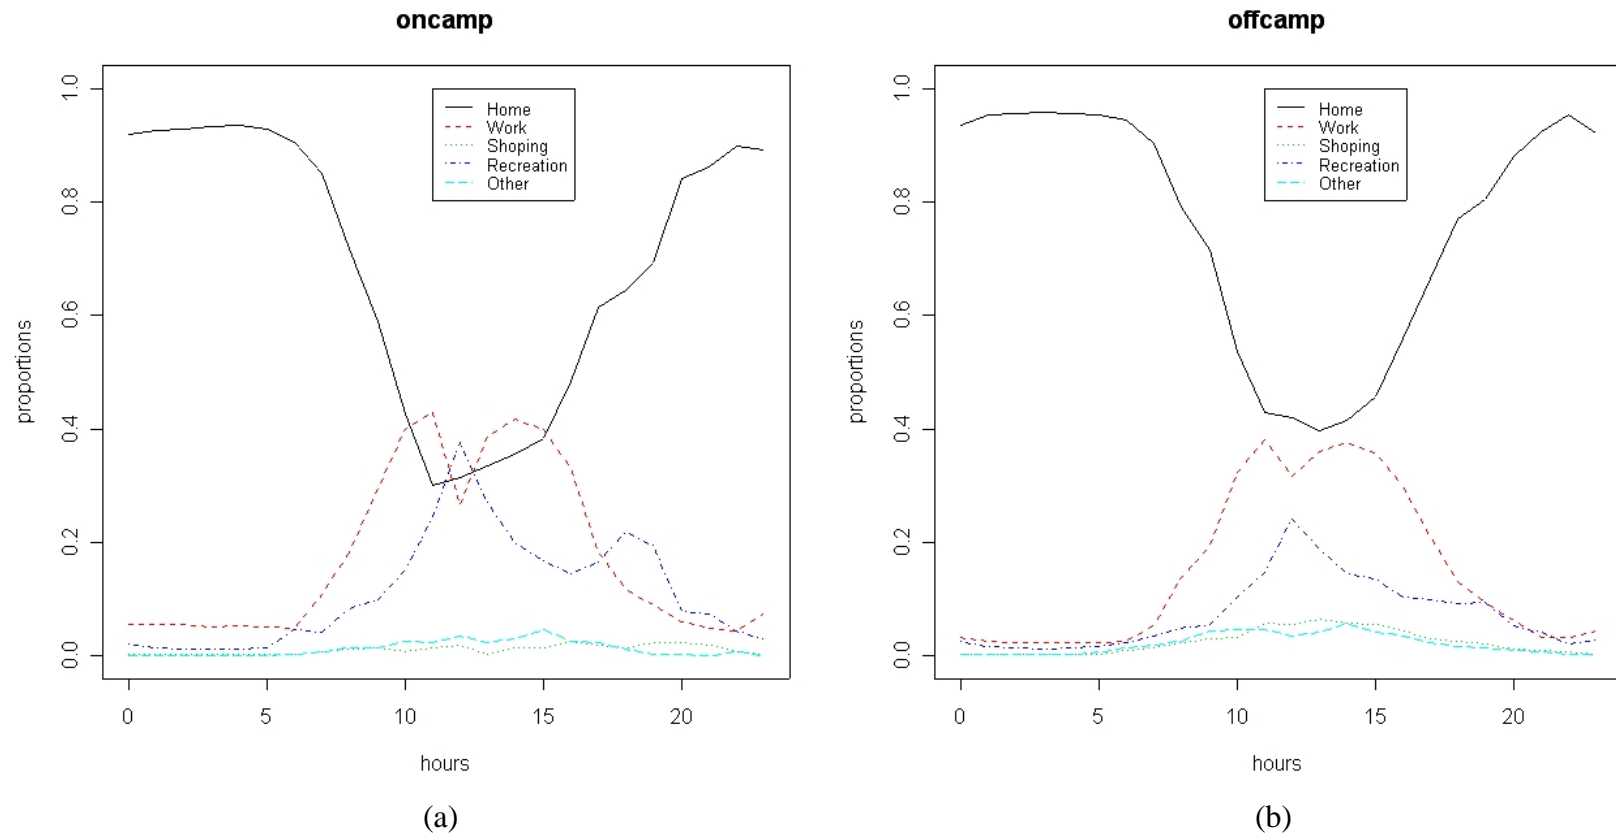 oncamp
1.0
0.8
0.6
0.4
0.2
0.0
proportions
Home
Work
Shoping
Recreation
Other
0 5 10 15 20
hours
(a)
offcamp
1.0
0.8
0.6
0.4
0.2
0.0
proportions
Home
Work
Shoping
Recreation
Other
0 5 10 15 20
hours
(b)